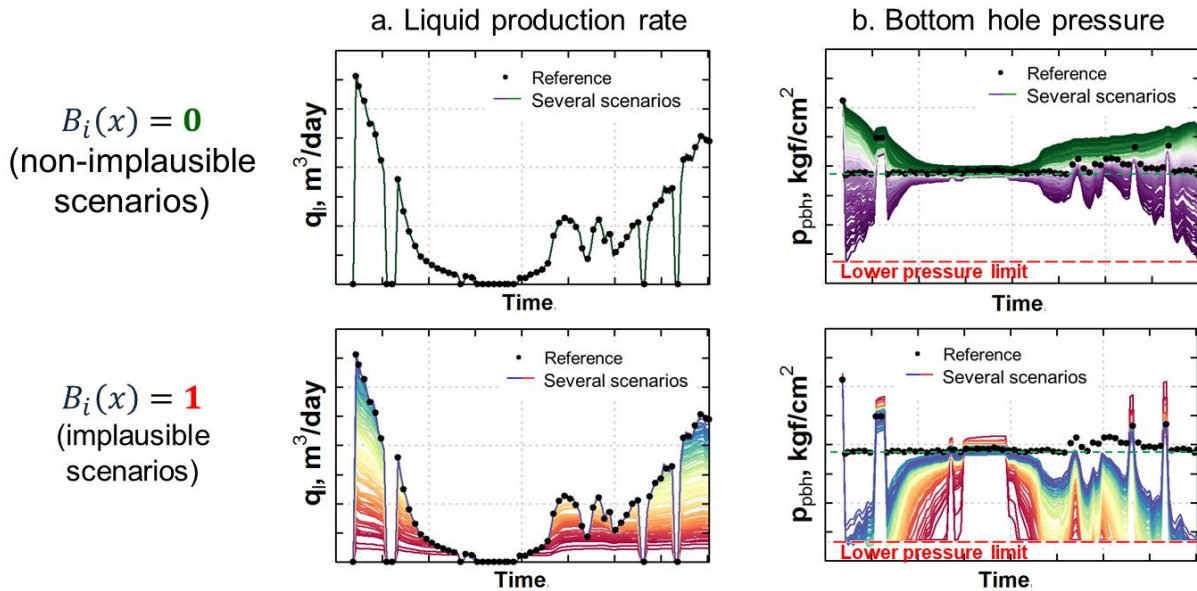 a. Liquid production rate
b. Bottom hole pressure
Bᵢ(x) = 0
(non-implausible
scenarios)
qₗ, m³/day
Reference
Several scenarios
Time
pₚbₕ, kgf/cm²
Reference
Several scenarios
Lower pressure limit
Time
Bᵢ(x) = 1
(implausible
scenarios)
qₗ, m³/day
Reference
Several scenarios
Time
pₚbₕ, kgf/cm²
Reference
Several scenarios
Lower pressure limit
Time